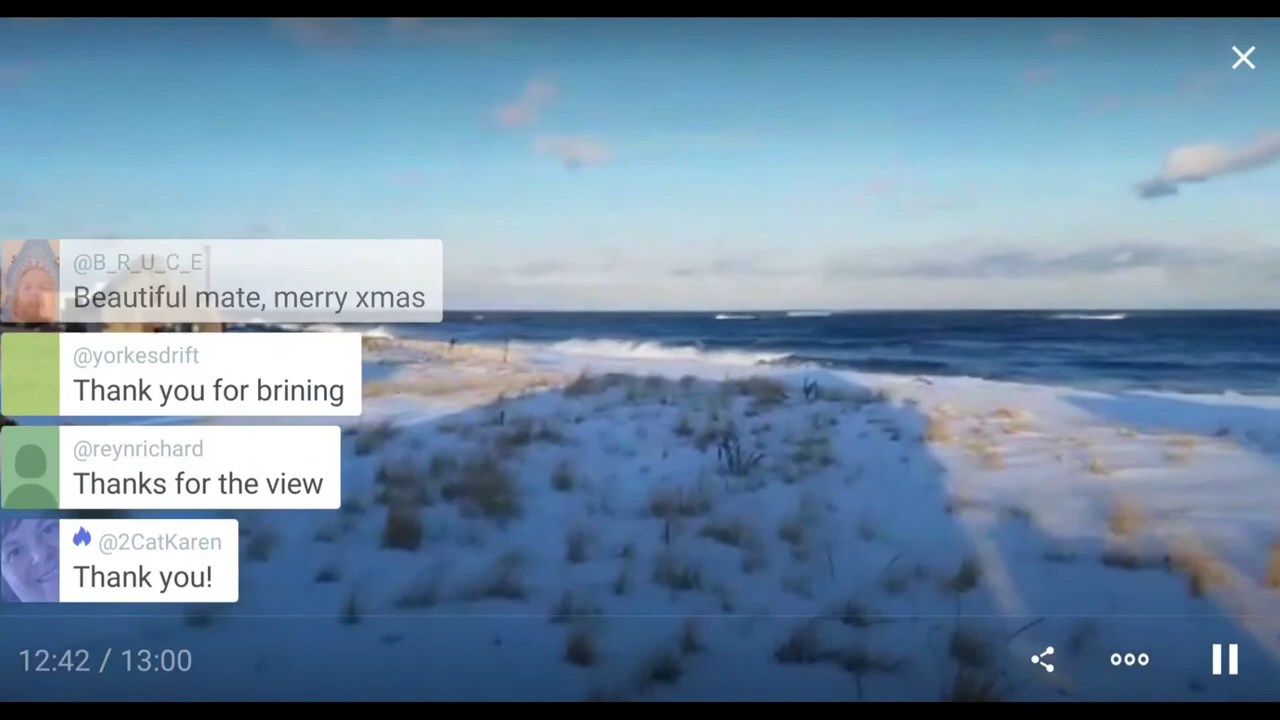 @B_R_U_C_E
Beautiful mate, merry xmas
@yorkesdrift
Thank you for brining
@reynrichard
Thanks for the view
@2CatKaren
Thank you!
12:42 / 13:00